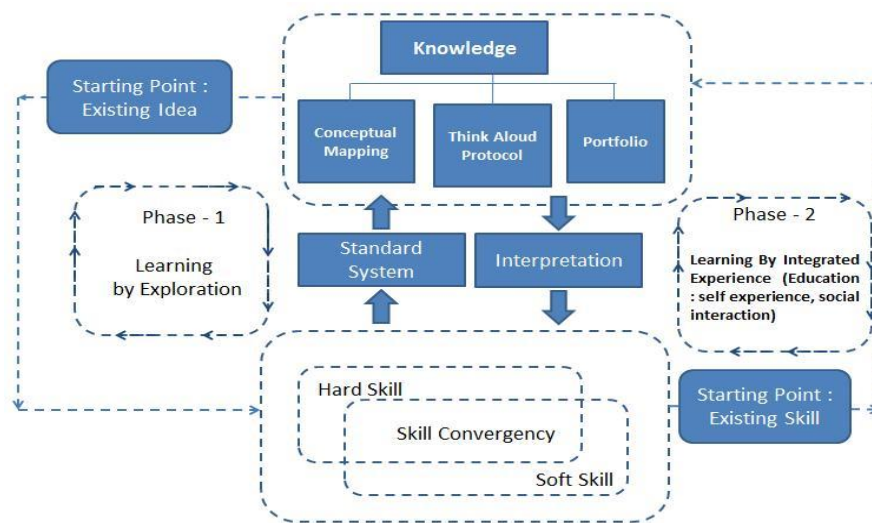 Knowledge
Starting Point :
Existing Idea
Conceptual
Mapping
Think Aloud
Protocol
Portfolio
Phase - 1
Learning
by Exploration
Standard
System
Interpretation
Phase - 2
Learning By Integrated
Experience (Education
: self experience, social
interaction)
Hard Skill
Skill Convergency
Soft Skill
Starting Point :
Existing Skill